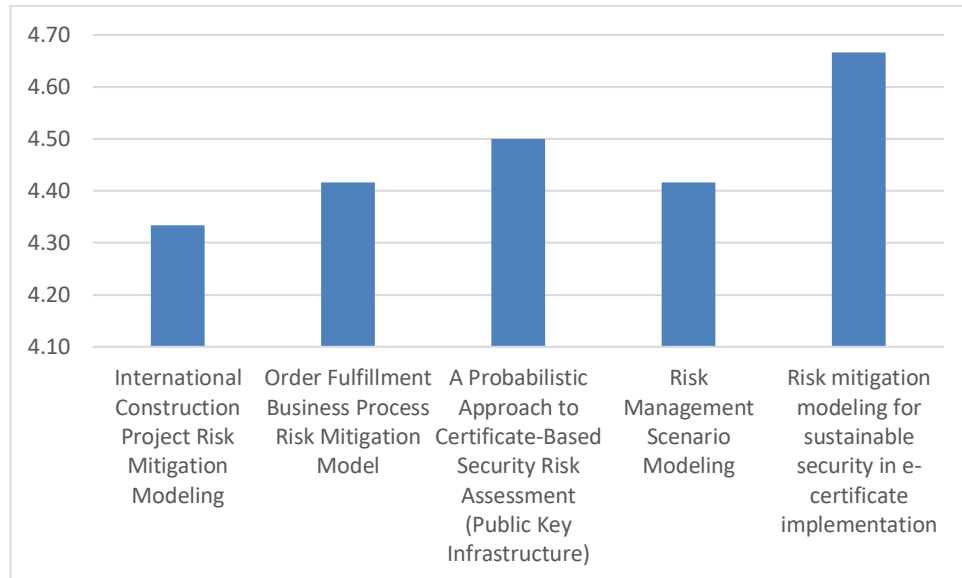 4.70
4.60
4.50
4.40
4.30
4.20
4.10
International
Construction
Project Risk
Mitigation
Modeling
Order Fulfillment
Business Process
Risk Mitigation
Model
A Probabilistic
Approach to
Certificate-Based
Security Risk
Assessment
(Public Key
Infrastructure)
Risk
Management
Scenario
Modeling
Risk mitigation
modeling for
sustainable
security in e-
certificate
implementation